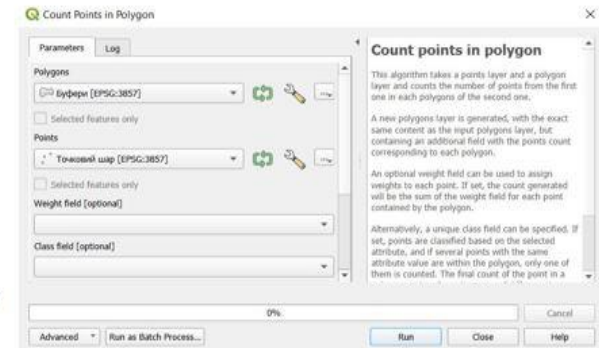 Count Points in Polygon
Parameters
Log
Polygons
Буфери [EPSG:3857]
Selected features only
Points
Точковий шар [EPSG:3857]
Selected features only
Weight field [optional]
Class field [optional]
Count points in polygon
This algorithm takes a points layer and a polygon
layer and counts the number of points from the first
one in each polygons of the second one.
A new polygons layer is generated, with the exact
same content as the input polygons layer, but
containing an additional field with the points count
corresponding to each polygon.
An optional weight field can be used to assign
weights to each point. If set, the count generated
will be the sum of the weight field for each point
contained by the polygon.
Alternatively, a unique class field can be specified. If
set, points are classified based on the selected
attribute, and if several points with the same
attribute value are within the polygon, only one of
them is counted. The final count of the point in a
0%
Cancel
Advanced
Run as Batch Process...
Run
Close
Help